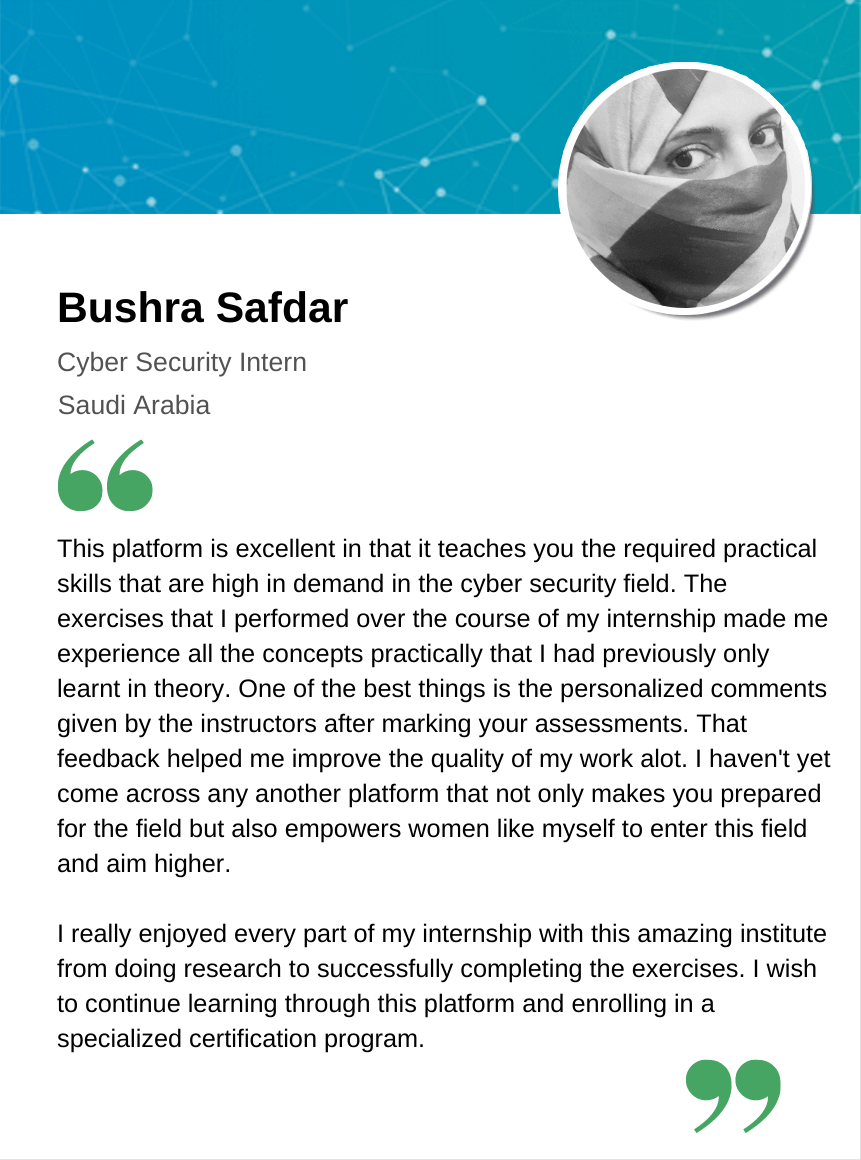 Bushra Safdar
Cyber Security Intern
Saudi Arabia
“
This platform is excellent in that it teaches you the required practical
skills that are high in demand in the cyber security field. The
exercises that I performed over the course of my internship made me
experience all the concepts practically that I had previously only
learnt in theory. One of the best things is the personalized comments
given by the instructors after marking your assessments. That
feedback helped me improve the quality of my work alot. I haven't yet
come across any another platform that not only makes you prepared
for the field but also empowers women like myself to enter this field
and aim higher.
I really enjoyed every part of my internship with this amazing institute
from doing research to successfully completing the exercises. I wish
to continue learning through this platform and enrolling in a
specialized certification program.
”